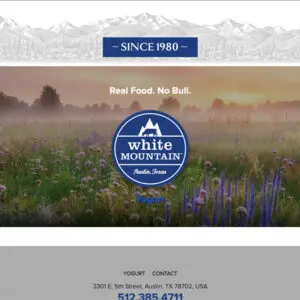 ~ SINCE 1980 ~
Real Food. No Bull.
white
MOUNTAIN
Austin, Texas
Yogurt
YOGURT CONTACT
3301 E. 5th Street, Austin, TX 78702, USA
512.385.4711